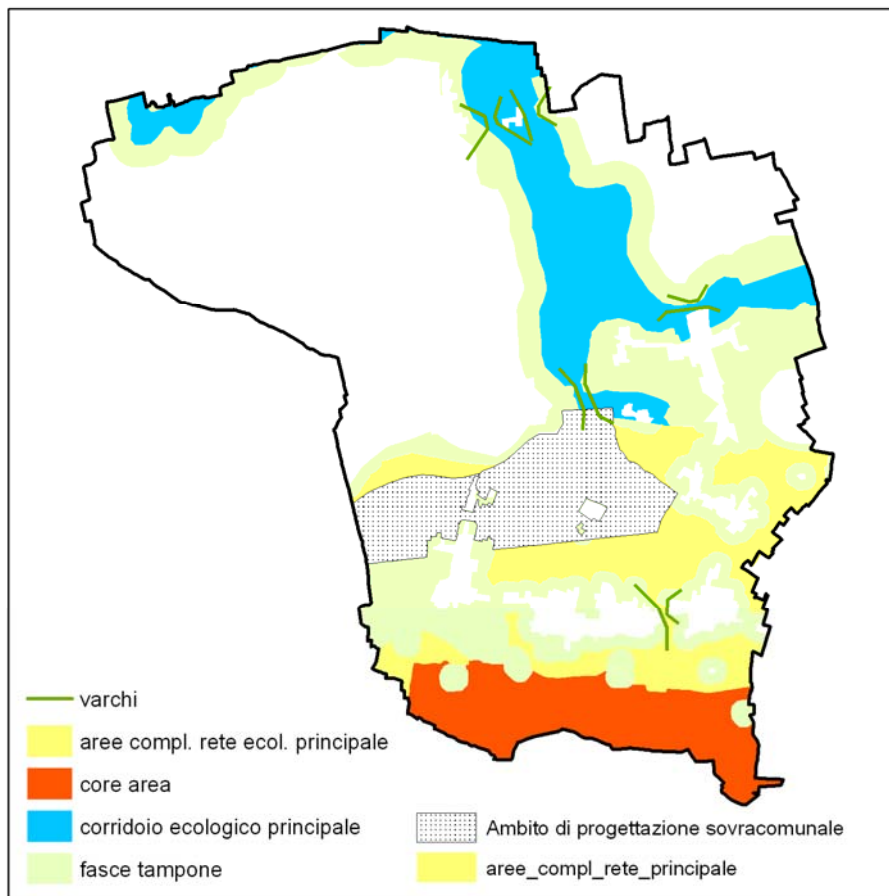 varchi
aree compl. rete ecol. principale
core area
corridoio ecologico principale
fasce tampone
Ambito di progettazione sovracomunale
aree_compl_rete_principale